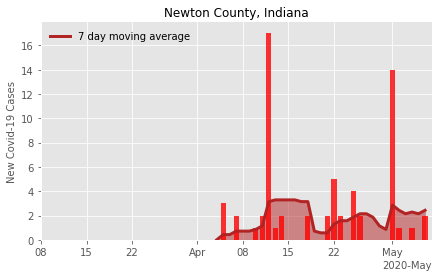 Newton County, Indiana
7 day moving average
New Covid-19 Cases
16
14
12
10
8
6
4
2
0
08 15 22 Apr 08 15 22 May
2020-May